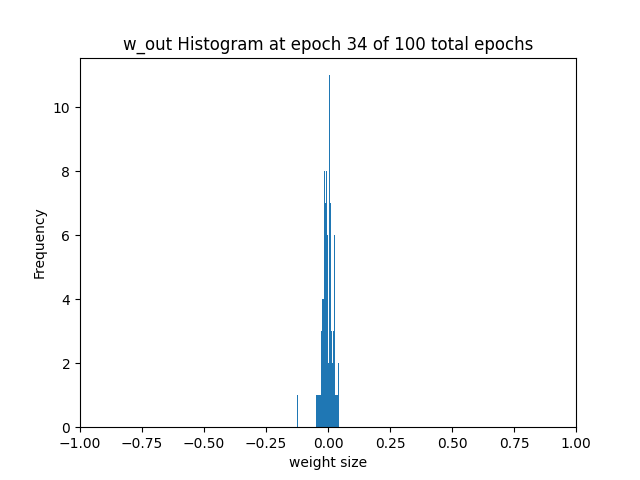 w_out Histogram at epoch 34 of 100 total epochs
Frequency
10
8
6
4
2
0
−1.00 −0.75 −0.50 −0.25 0.00 0.25 0.50 0.75 1.00
weight size